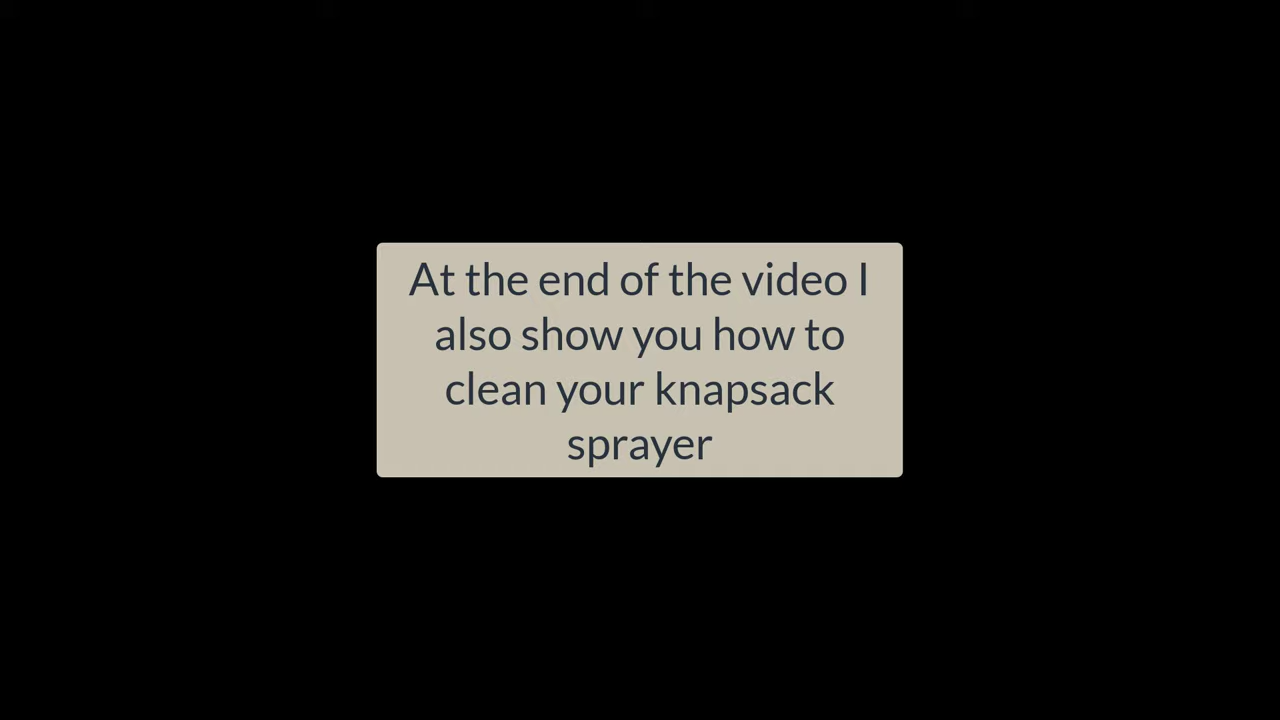 At the end of the video I
also show you how to
clean your knapsack
sprayer